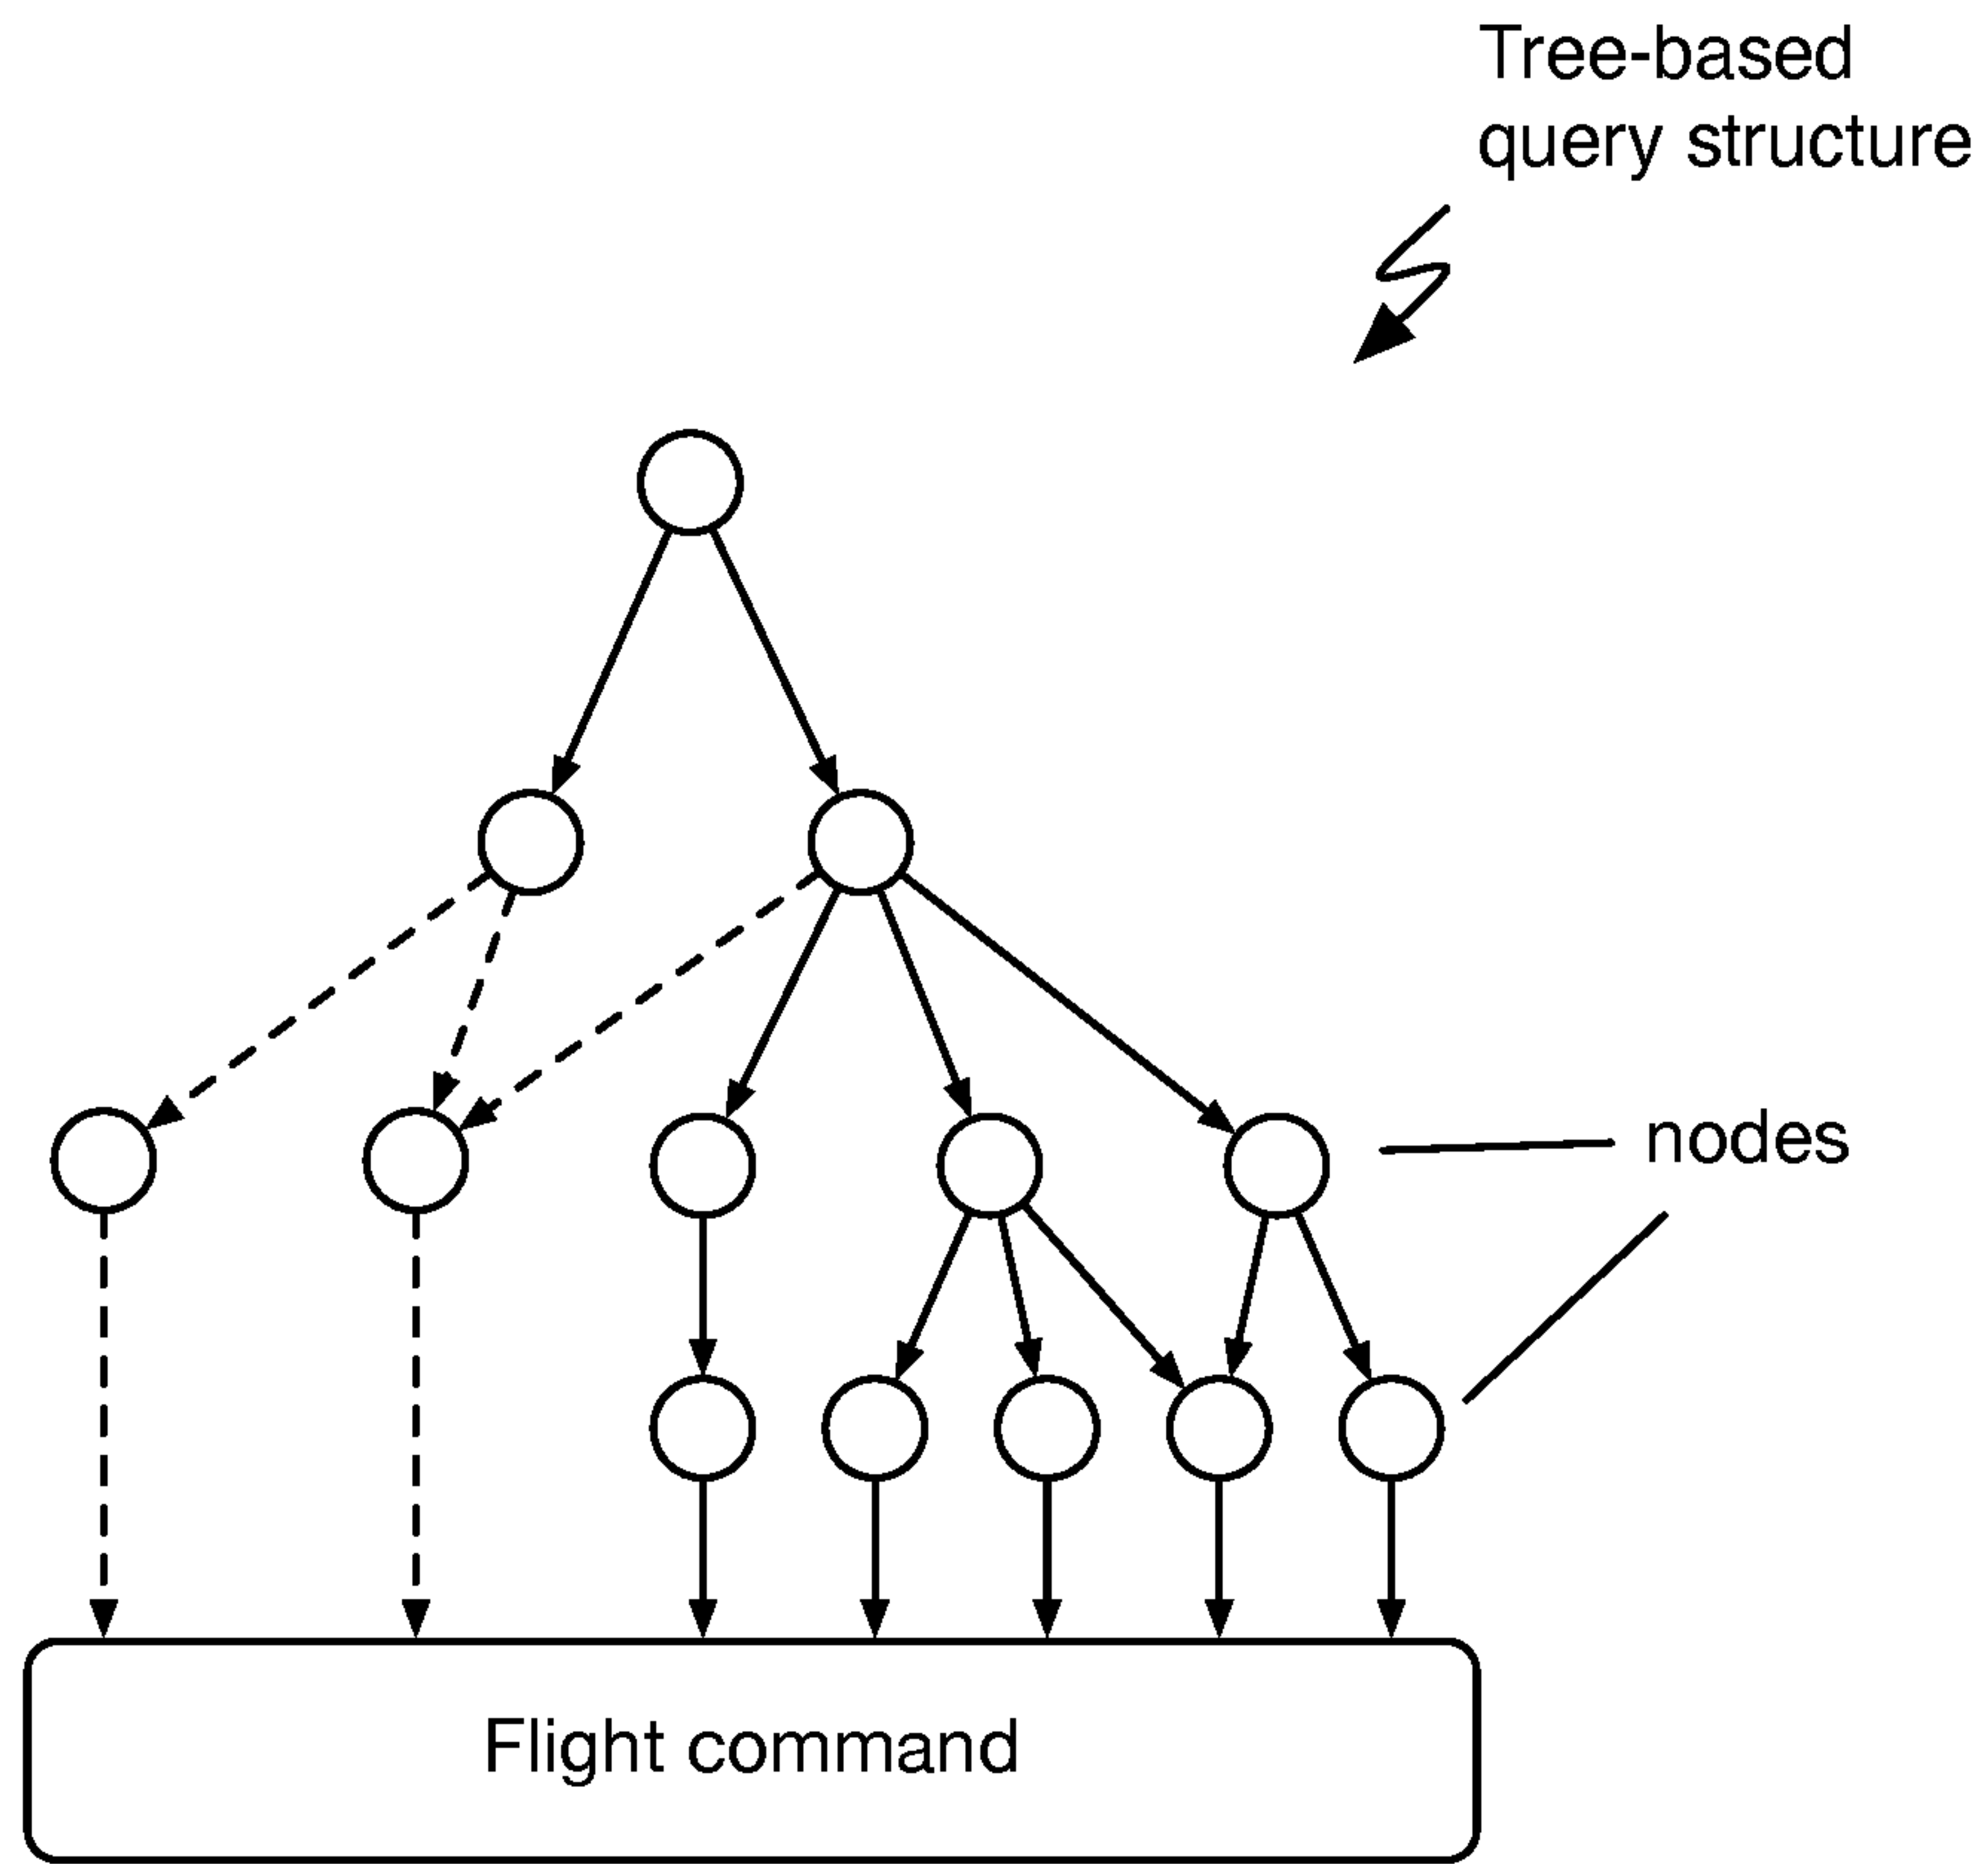 Tree-based
query structure
nodes
Flight command